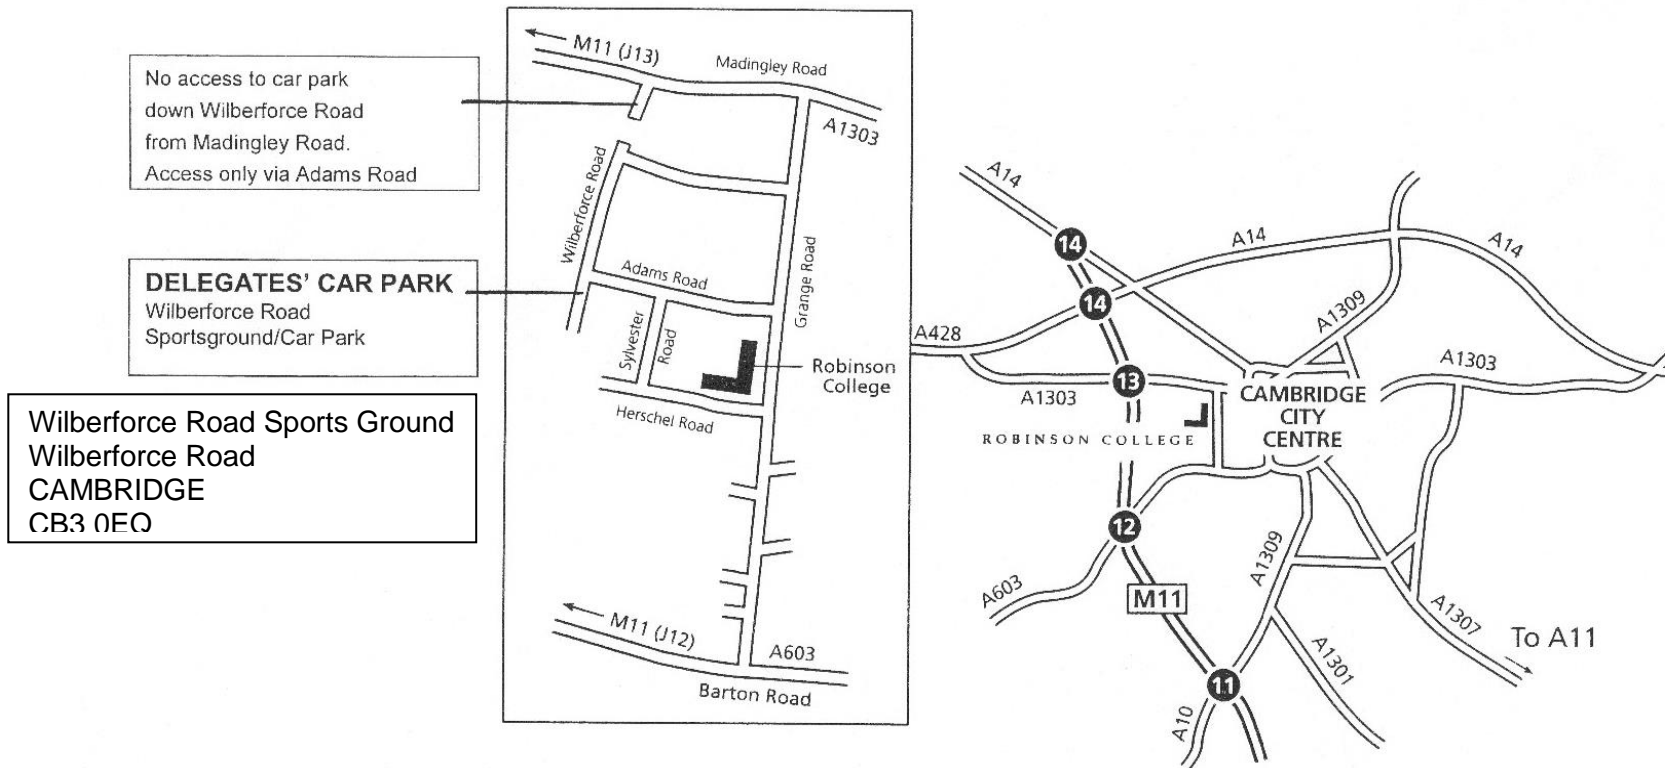 No access to car park
down Wilberforce Road
from Madingley Road.
Access only via Adams Road
DELEGATES' CAR PARK
Wilberforce Road
Sportsground/Car Park
Wilberforce Road Sports Ground
Wilberforce Road
CAMBRIDGE
CB3 0EQ
M11 (J13)
Madingley Road
A1303
Wilberforce Road
Adams Road
Grange Road
Sylvester
Road
Robinson
College
Herschel Road
M11 (J12)
A603
Barton Road
A14
14
A14
A14
14
A1309
A428
A1303
13
A1303
CAMBRIDGE
CITY
CENTRE
ROBINSON COLLEGE
12
A1309
A603
M11
A1307
To A11
A1301
11
A10